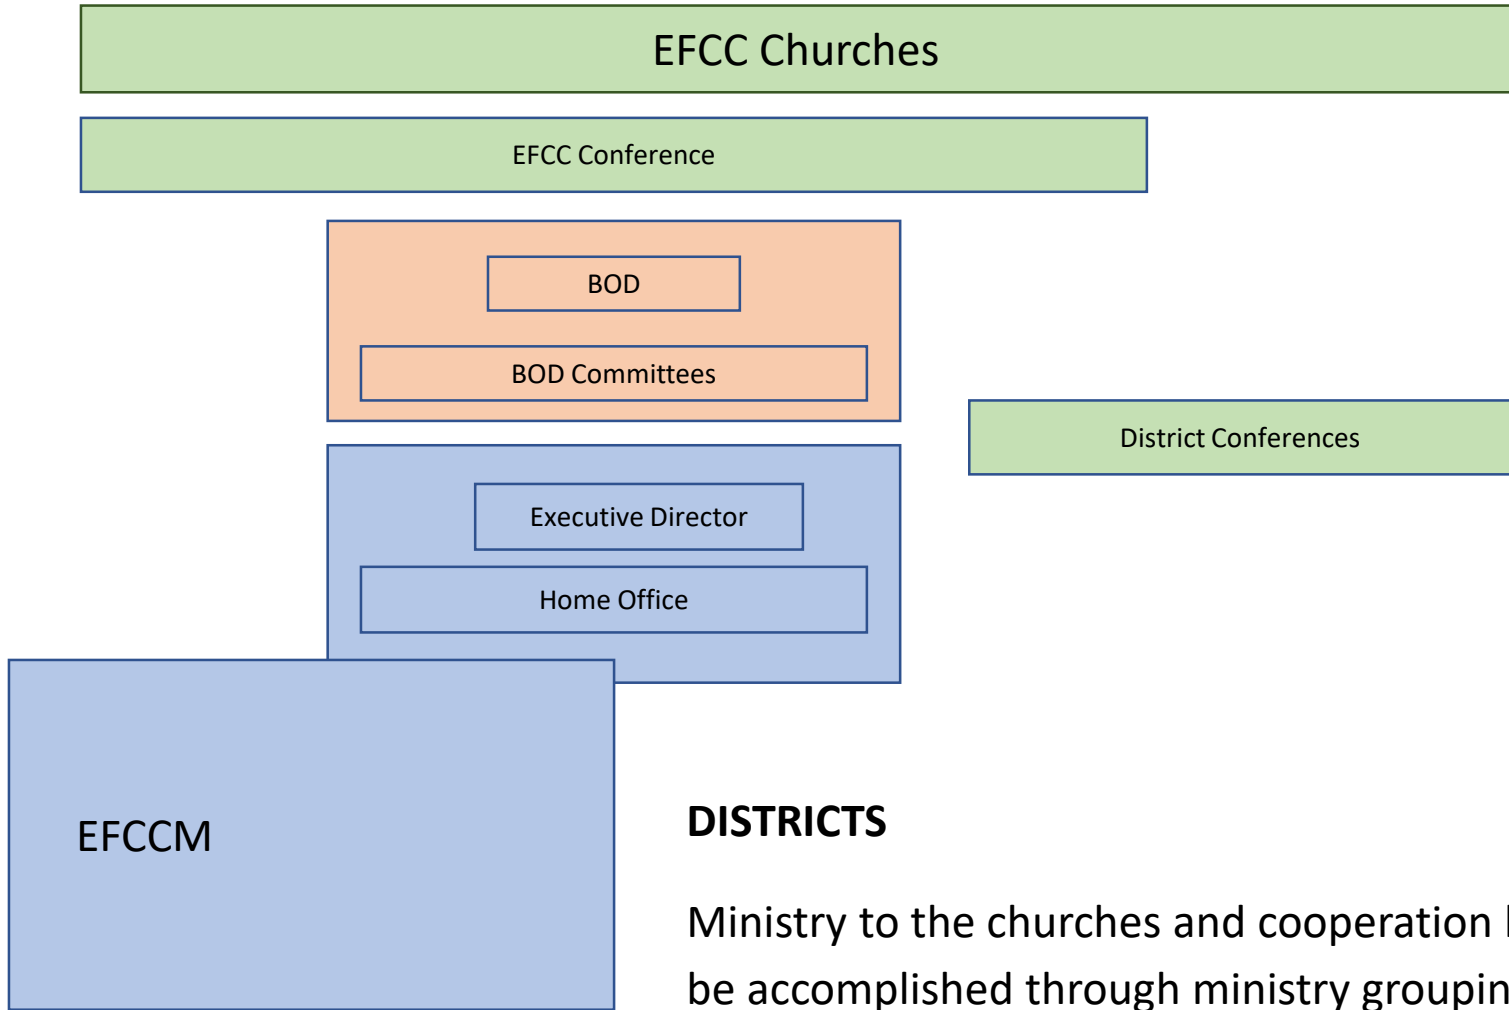 EFCC Churches
EFCC Conference
BOD
BOD Committees
District Conferences
Executive Director
Home Office
EFCCM
DISTRICTS
Ministry to the churches and cooperation
be accomplished through ministry groupin